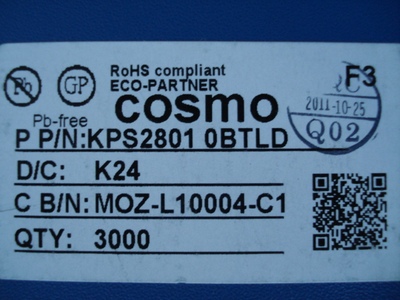 Pb
GP
RoHS compliant
ECO-PARTNER
Pb-free
cosmo
F3
2011-10-25
Q02
P P/N:KPS2801 0BTLD
D/C: K24
C B/N: MOZ-L10004-C1
QTY: 3000